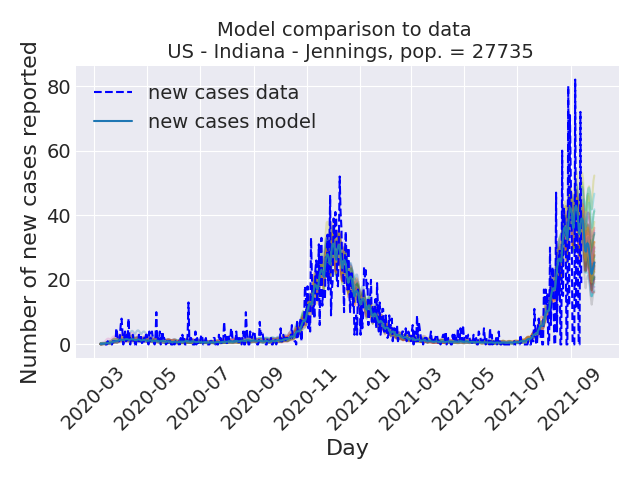 Model comparison to data
US - Indiana - Jennings, pop. = 27735
Number of new cases reported
80
60
40
20
0
new cases data
new cases model
2020-03
2020-05
2020-07
2020-09
2020-11
2021-01
2021-03
2021-05
2021-07
2021-09
Day